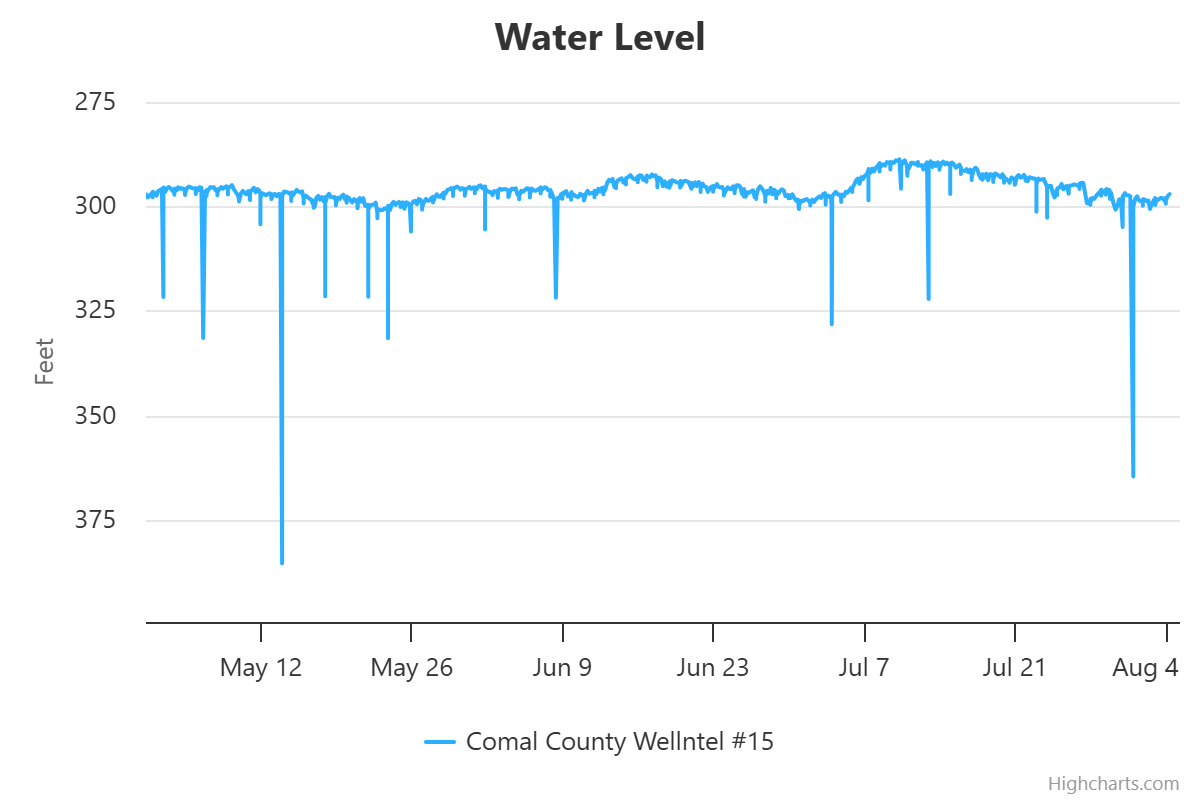 Water Level
275
300
325
350
375
Feet
May 12
May 26
Jun 9
Jun 23
Jul 7
Jul 21
Aug 4
Comal County Wellntel #15
Highcharts.com